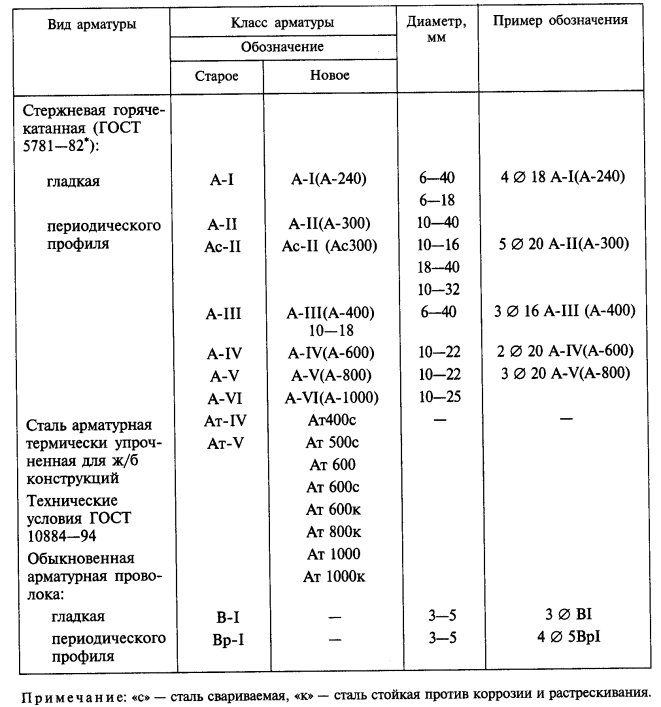 Вид арматуры Класс арматуры Диаметр, мм Пример обозначения
Обозначение
Старое Новое
Стержневая горяче-
катанная (ГОСТ
5781—82*):
гладкая А-I А-I(А-240) 6—40 4 ∅ 18 А-I(А-240)
6—18
периодического А-II А-II(А-300) 10—40
профиля Ас-II Ас-II (Ас300) 10—16 5 ∅ 20 А-II(А-300)
18—40
10—32
А-III А-III(А-400) 6—40 3 ∅ 16 А-III (А-400)
10—18
А-IV А-IV(А-600) 10—22 2 ∅ 20 А-IV(А-600)
А-V А-V(А-800) 10—22 3 ∅ 20 А-V(А-800)
А-VI А-VI(А-1000) 10—25
Сталь арматурная Ат-IV Ат400с — —
термически упроч- Ат-V Ат 500с
ненная для ж/б Ат 600
конструкций Ат 600с
Технические Ат 600к
условия ГОСТ Ат 800к
10884—94
Обыкновенная Ат 1000
арматурная прово- Ат 1000к
лока:
гладкая В-I — 3—5 3 ∅ ВI
периодического Вр-I — 3—5 4 ∅ 5ВрI
профиля
Примечание: «с» — сталь свариваемая, «к» — сталь стойкая против коррозии и растрескивания.